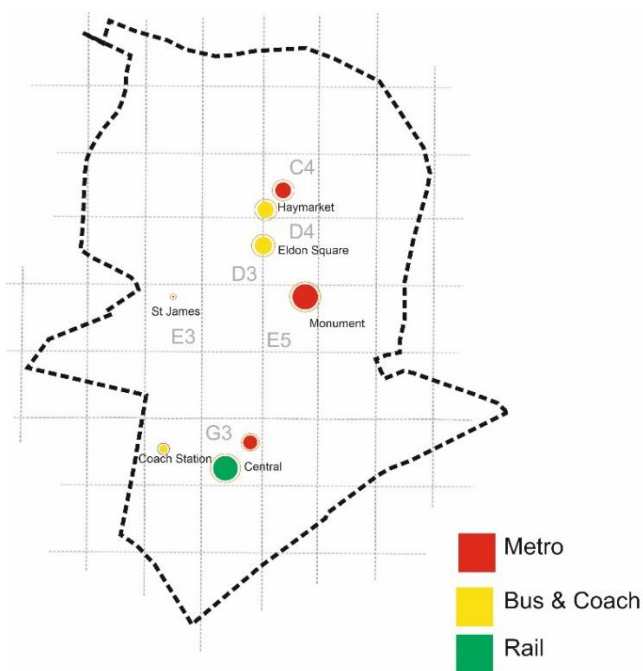 C4
Haymarket
D4
Eldon Square
D3
St James
Monument
E3
E5
G3
Coach Station
Central
Metro
Bus & Coach
Rail